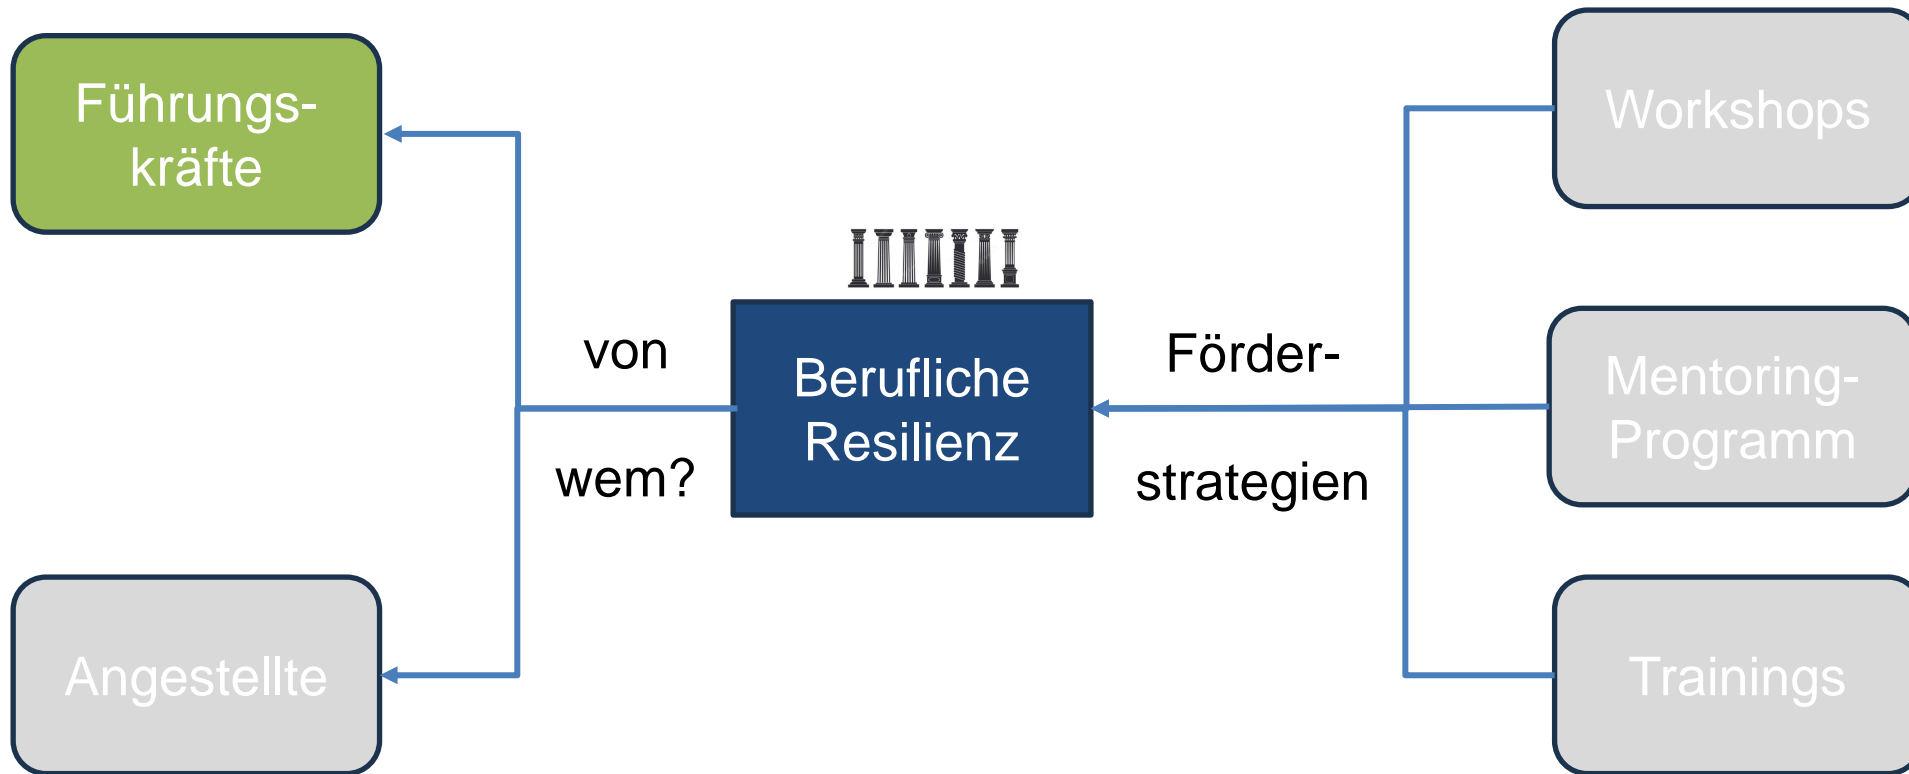 Führungs-
kräfte
Angestellte
von
wem?
Berufliche
Resilienz
Förder-
strategien
Workshops
Mentoring-
Programm
Trainings